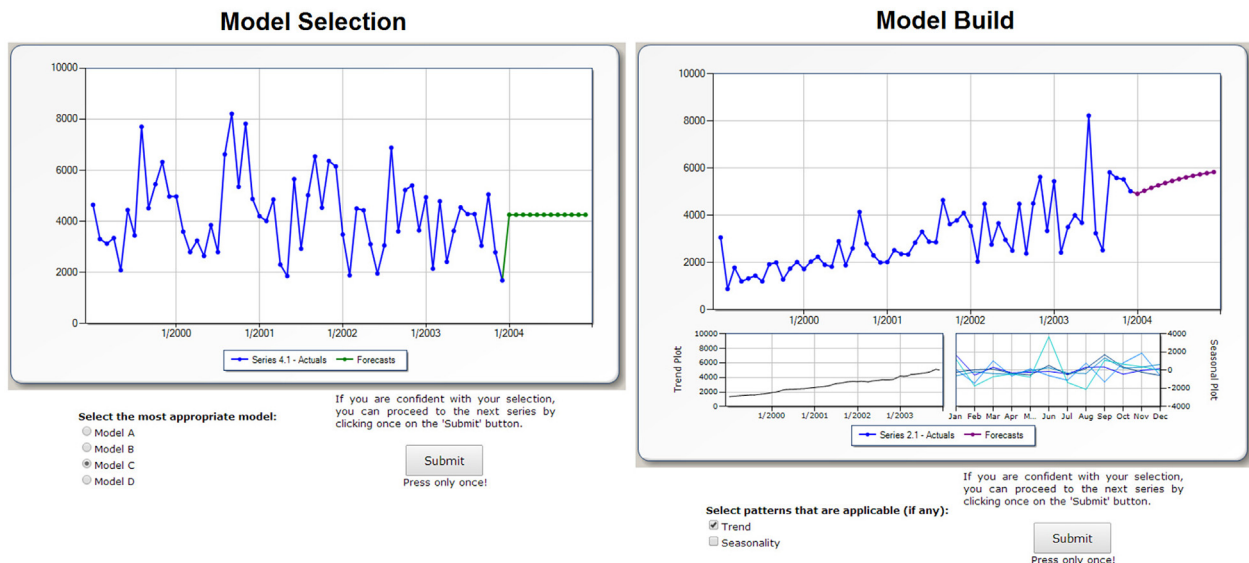 Model Selection
10000
8000
6000
4000
2000
0
1/2000
1/2001
1/2002
1/2003
1/2004
Series 4.1 - Actuals
Forecasts
Select the most appropriate model:
Model A
Model B
Model C
Model D
If you are confident with your selection,
you can proceed to the next series by
clicking once on the 'Submit' button.
Submit
Press only once!
Model Build
10000
8000
6000
4000
2000
0
1/2000
1/2001
1/2002
1/2003
1/2004
Trend Plot
10000
8000
6000
4000
2000
0
1/2000
1/2001
1/2002
1/2003
4000
2000
0
-2000
-4000
Seasonal Plot
Jan Feb Mar Apr M... Jun Jul Aug Sep Oct Nov Dec
Series 2.1 - Actuals
Forecasts
Select patterns that are applicable (if any):
Trend
Seasonality
If you are confident with your selection,
you can proceed to the next series by
clicking once on the 'Submit' button.
Submit
Press only once!